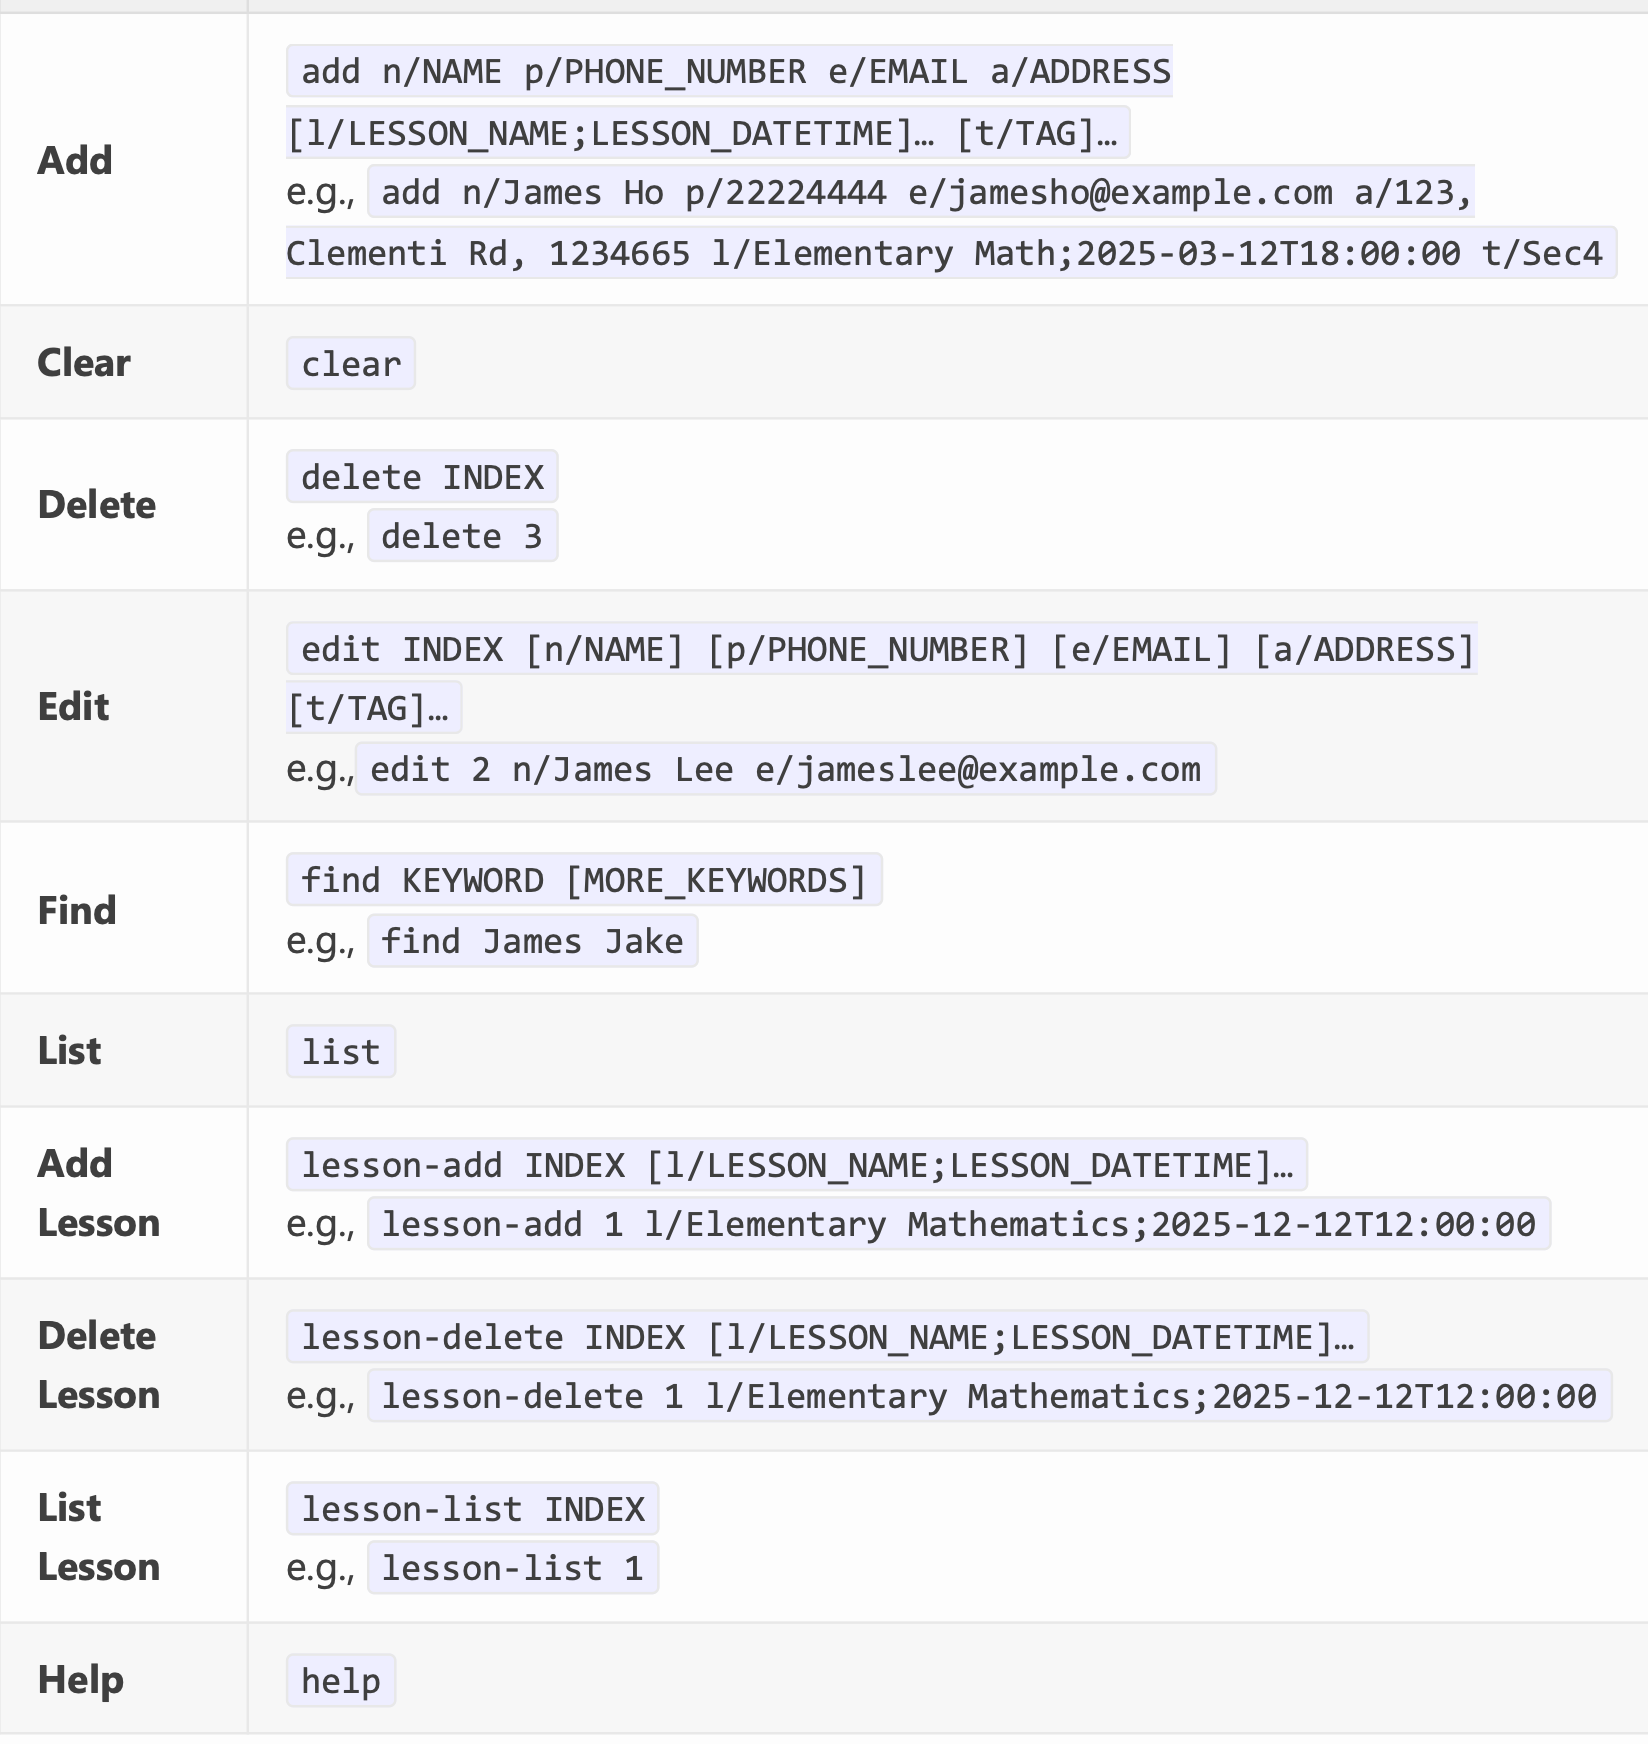 Add
add n/NAME p/PHONE_NUMBER e/EMAIL a/ADDRESS
[l/LESSON_NAME;LESSON_DATETIME]… [t/TAG]…
e.g., add n/James Ho p/22224444 e/jamesho@example.com a/123,
Clementi Rd, 1234665 l/Elementary Math;2025-03-12T18:00:00 t/Sec4
Clear
clear
Delete
delete INDEX
e.g., delete 3
Edit
edit INDEX [n/NAME] [p/PHONE_NUMBER] [e/EMAIL] [a/ADDRESS]
[t/TAG]…
e.g., edit 2 n/James Lee e/jameslee@example.com
Find
find KEYWORD [MORE_KEYWORDS]
e.g., find James Jake
List
list
Add
Lesson
lesson-add INDEX [l/LESSON_NAME;LESSON_DATETIME]…
e.g., lesson-add 1 l/Elementary Mathematics;2025-12-12T12:00:00
Delete
Lesson
lesson-delete INDEX [l/LESSON_NAME;LESSON_DATETIME]…
e.g., lesson-delete 1 l/Elementary Mathematics;2025-12-12T12:00:00
List
Lesson
lesson-list INDEX
e.g., lesson-list 1
Help
help